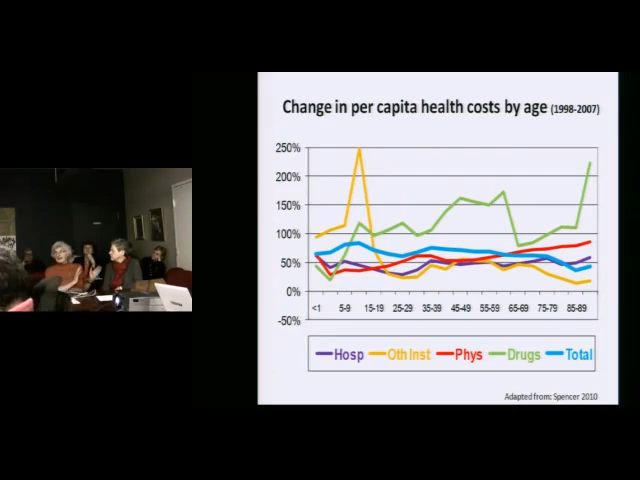 Change in per capita health costs by age (1998-2007)
250%
200%
150%
100%
50%
0%
-50%
<1 5-9 15-19 25-29 35-39 45-49 55-59 65-69 75-79 85-89
Hosp Oth Inst Phys Drugs Total
Adapted from: Spencer 2010